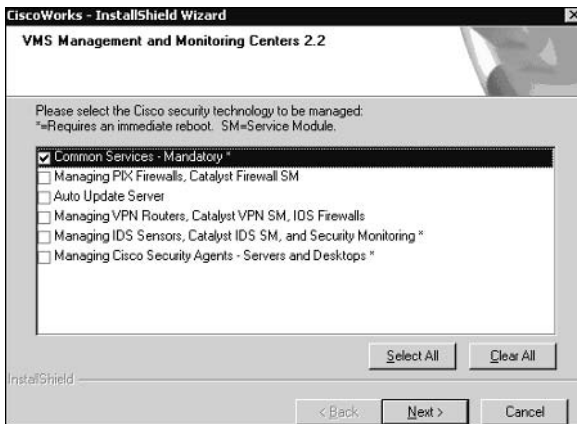 CiscoWorks - InstallShield Wizard
VMS Management and Monitoring Centers 2.2
Please select the Cisco security technology to be managed:
*=Requires an immediate reboot. SM=Service Module.
Common Services - Mandatory *
Managing PIX Firewalls, Catalyst Firewall SM
Auto Update Server
Managing VPN Routers, Catalyst VPN SM, IOS Firewalls
Managing IDS Sensors, Catalyst IDS SM, and Security Monitoring *
Managing Cisco Security Agents - Servers and Desktops *
Select All Clear All
InstallShield
< Back Next > Cancel